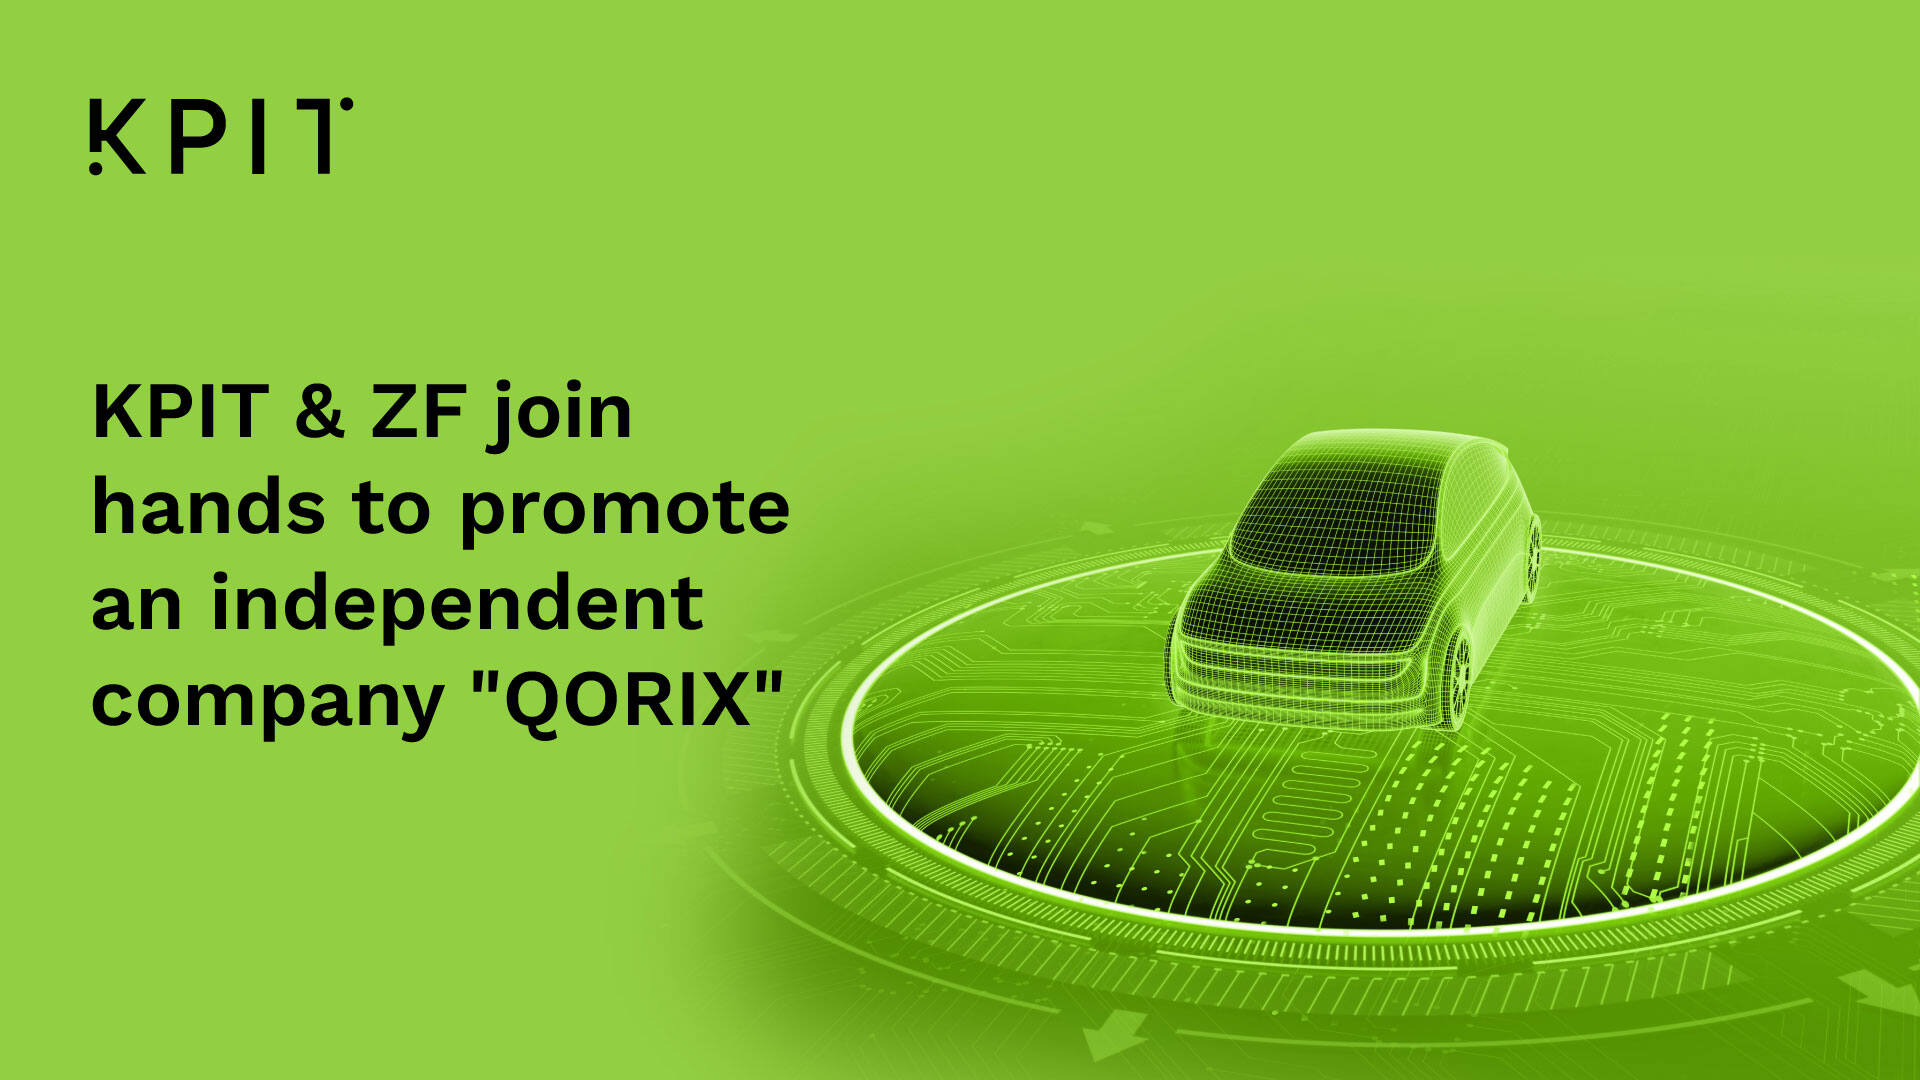 KPIT
KPIT & ZF join
hands to promote
an independent
company "QORIX"